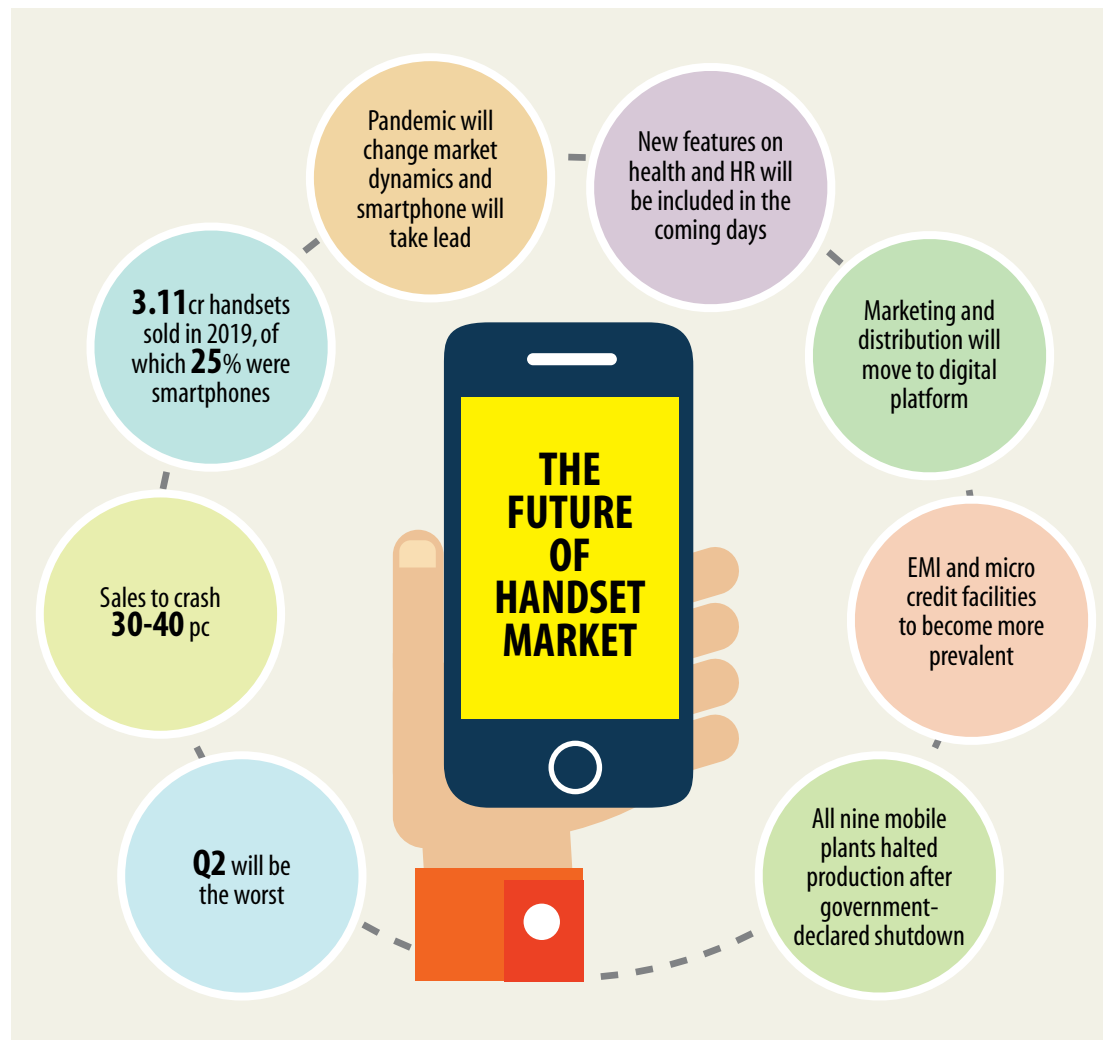 Pandemic will
change market
dynamics and
smartphone will
take lead
New features on
health and HR will
be included in the
coming days
3.11cr handsets
sold in 2019, of
which 25% were
smartphones
Marketing and
distribution will
move to digital
platform
THE
FUTURE
OF
HANDSET
MARKET
Sales to crash
30-40 pc
EMI and micro
credit facilities
to become more
prevalent
Q2 will be
the worst
All nine mobile
plants halted
production after
government-
declared shutdown